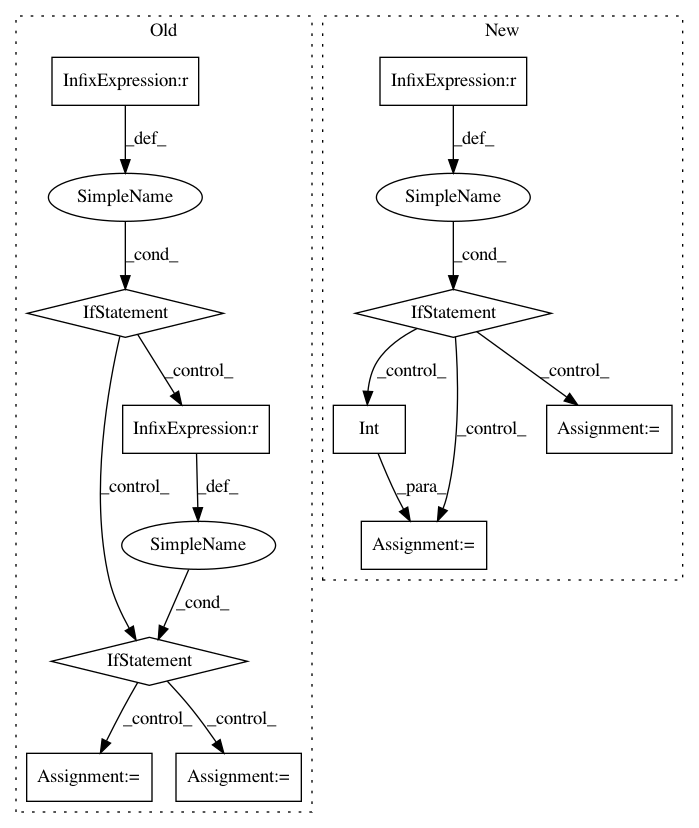 Old
New
InfixExpression:r
InfixExpression:r
_def_
_def_
SimpleName
SimpleName
_cond_
_cond_
IfStatement
IfStatement
_control_
_control_
_control_
InfixExpression:r
Int
Assignment:=
_control_
_def_
_control_
_para_
SimpleName
Assignment:=
_cond_
IfStatement
_control_
_control_
Assignment:=
Assignment:=